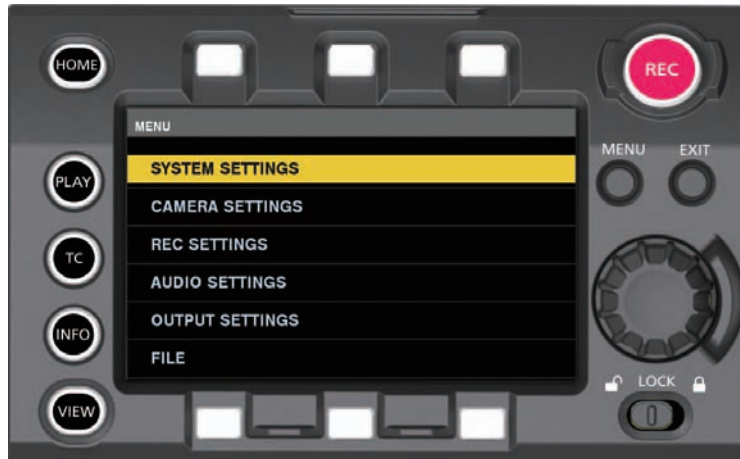 HOME
REC
MENU
MENU EXIT
SYSTEM SETTINGS
PLAY
CAMERA SETTINGS
REC SETTINGS
TC
AUDIO SETTINGS
OUTPUT SETTINGS
INFO
FILE
LOCK
VIEW